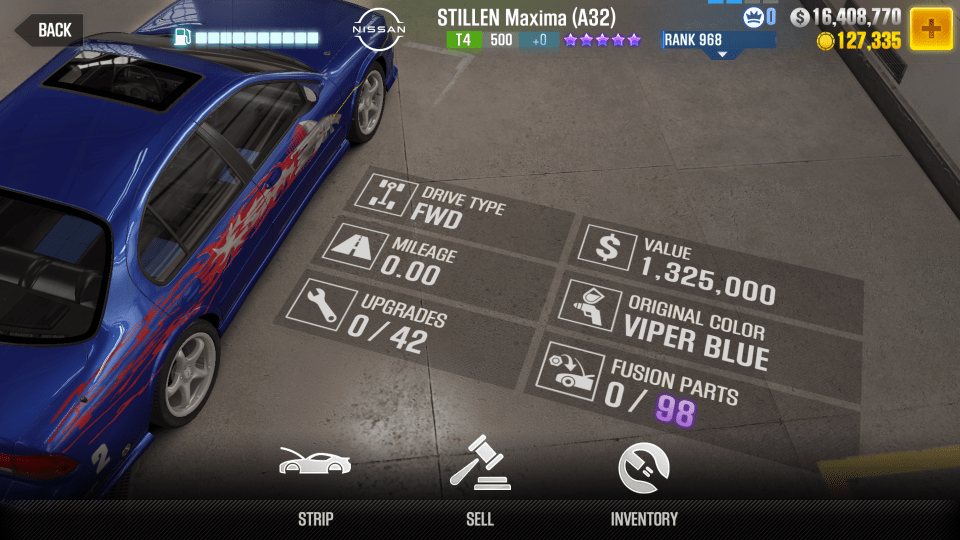 BACK
NISSAN
STILLEN Maxima (A32)
T4 500 +0
RANK 968
0
16,408,770
127,335
DRIVE TYPE
FWD
MILEAGE
0.00
UPGRADES
0 / 42
VALUE
1,325,000
ORIGINAL COLOR
VIPER BLUE
FUSION PARTS
0 / 98
2
STRIP
SELL
INVENTORY